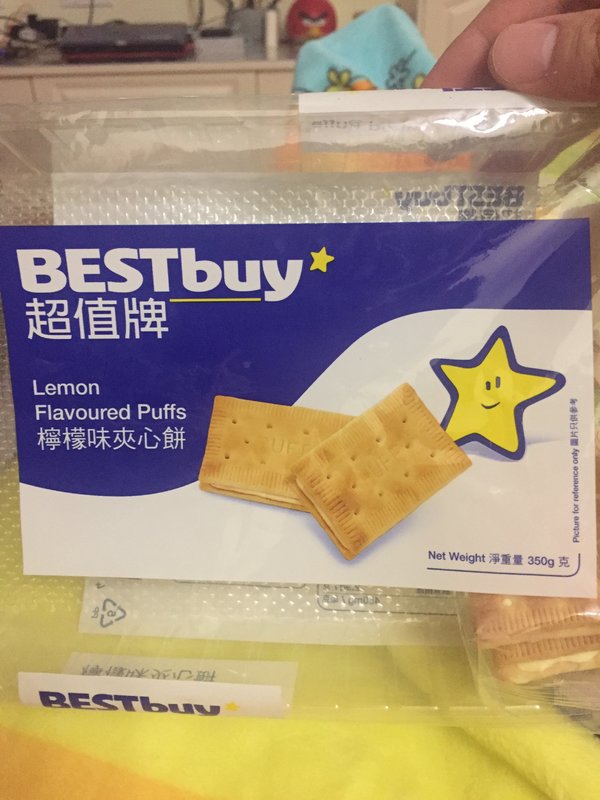 BESTbuy
超值牌
Lemon
Flavoured Puffs
檸檬味夾心餅
Net Weight 淨重量 350g 克
Picture for reference only 圖片只供參考
BESTbuy
BESTbuy